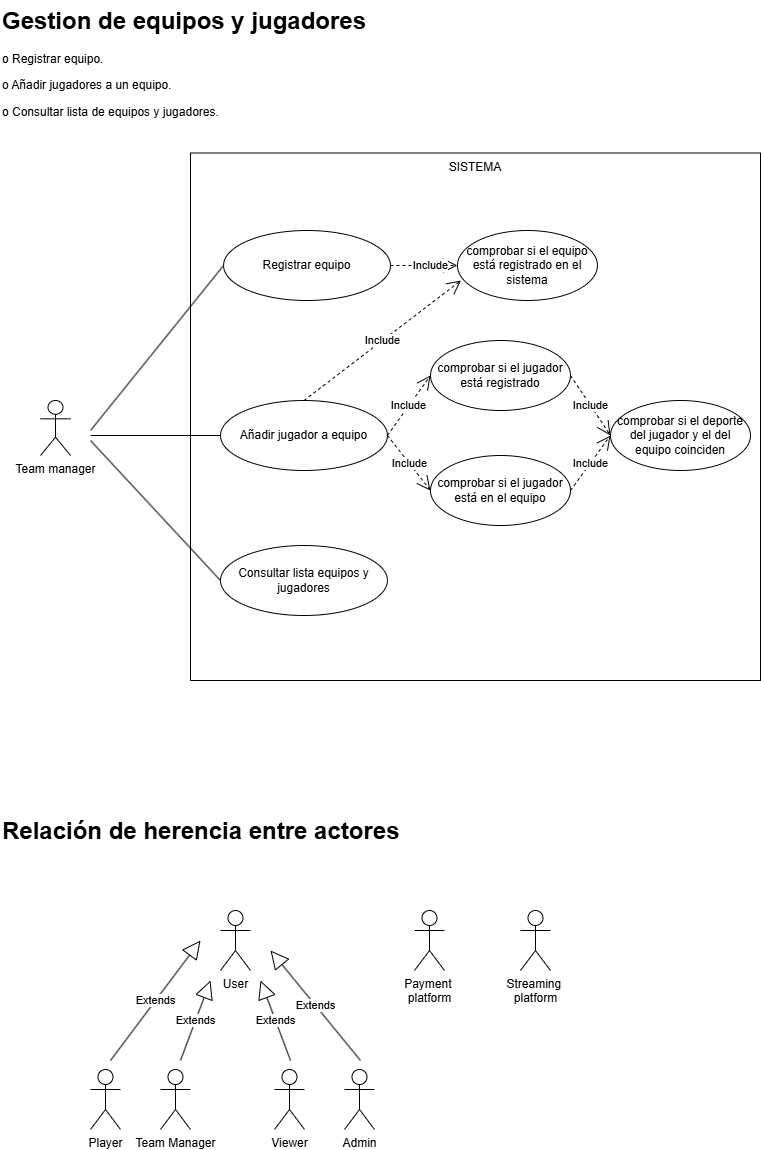 Gestion de equipos y jugadores
o Registrar equipo.
o Añadir jugadores a un equipo.
o Consultar lista de equipos y jugadores.
SISTEMA
Registrar equipo
Include
comprobar si el equipo
está registrado en el
sistema
Include
comprobar si el jugador
está registrado
Include
Include
Team manager
Añadir jugador a equipo
comprobar si el deporte
del jugador y el del
equipo coinciden
Include
Include
comprobar si el jugador
está en el equipo
Consultar lista equipos y
jugadores
Relación de herencia entre actores
User
Payment
platform
Streaming
platform
Extends
Extends
Extends
Extends
Player
Team Manager
Viewer
Admin